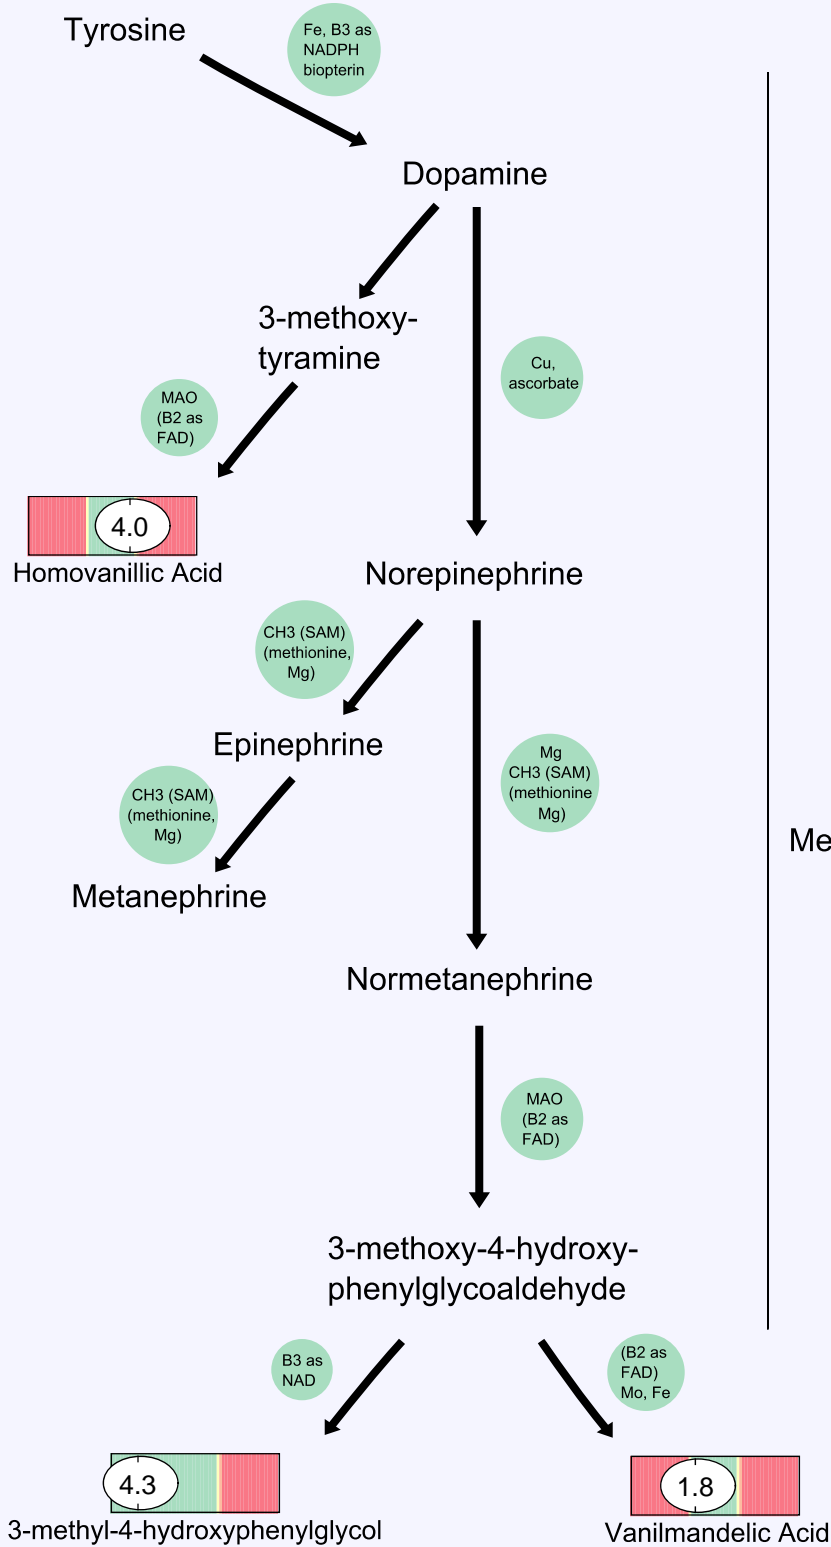 Tyrosine
Fe, B3 as
NADPH
biopterin
Dopamine
3-methoxy-
tyramine
Cu,
ascorbate
MAO
(B2 as
FAD)
4.0
Homovanillic Acid
Norepinephrine
CH3 (SAM)
(methionine,
Mg)
Epinephrine
Mg
CH3 (SAM)
(methionine
Mg)
CH3 (SAM)
(methionine,
Mg)
Me
Metanephrine
Normetanephrine
MAO
(B2 as
FAD)
3-methoxy-4-hydroxy-
phenylglycoaldehyde
B3 as
NAD
(B2 as
FAD)
Mo, Fe
4.3
3-methyl-4-hydroxyphenylglycol
1.8
Vanilmandelic Acid